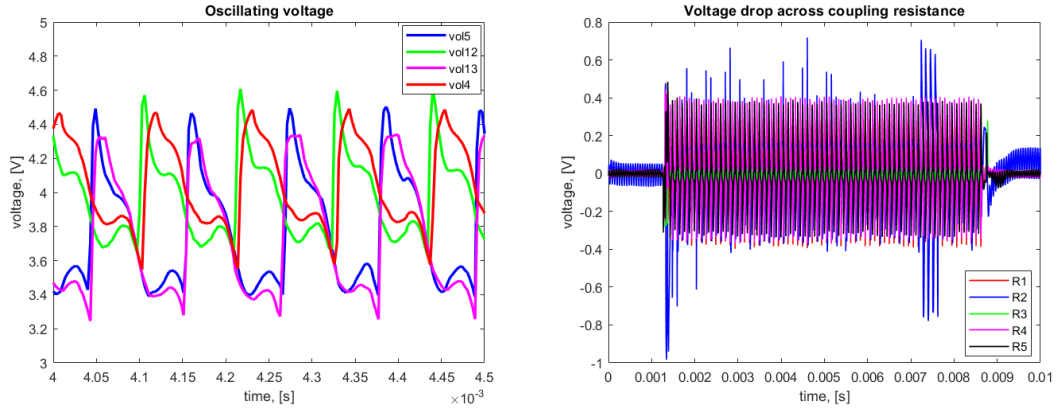 Oscillating voltage
voltage, [V]
5
4.8
4.6
4.4
4.2
4
3.8
3.6
3.4
3.2
3
vol5
vol12
vol13
vol4
4 4.05 4.1 4.15 4.2 4.25 4.3 4.35 4.4 4.45 4.5
time, [s]
×10⁻³
Voltage drop across coupling resistance
voltage, [V]
0.8
0.6
0.4
0.2
0
-0.2
-0.4
-0.6
-0.8
-1
R1
R2
R3
R4
R5
0 0.001 0.002 0.003 0.004 0.005 0.006 0.007 0.008 0.009 0.01
time, [s]